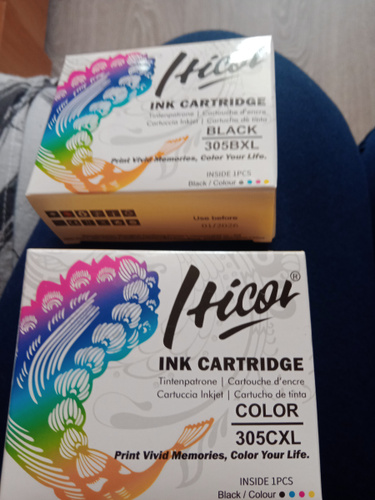 Hicor
INK CARTRIDGE
Tintenpatrone | Cartouche d'encre
Cartuccia Inkjet | Cartucho de tinta
BLACK
305BXL
Print Vivid Memories, Color Your Life.
INSIDE 1PCS
Black / Colour
Use before
Hicor®
INK CARTRIDGE
Tintenpatrone | Cartouche d'encre
Cartuccia Inkjet | Cartucho de tinta
COLOR
305CXL
Print Vivid Memories, Color Your Life.
INSIDE 1PCS
Black / Colour